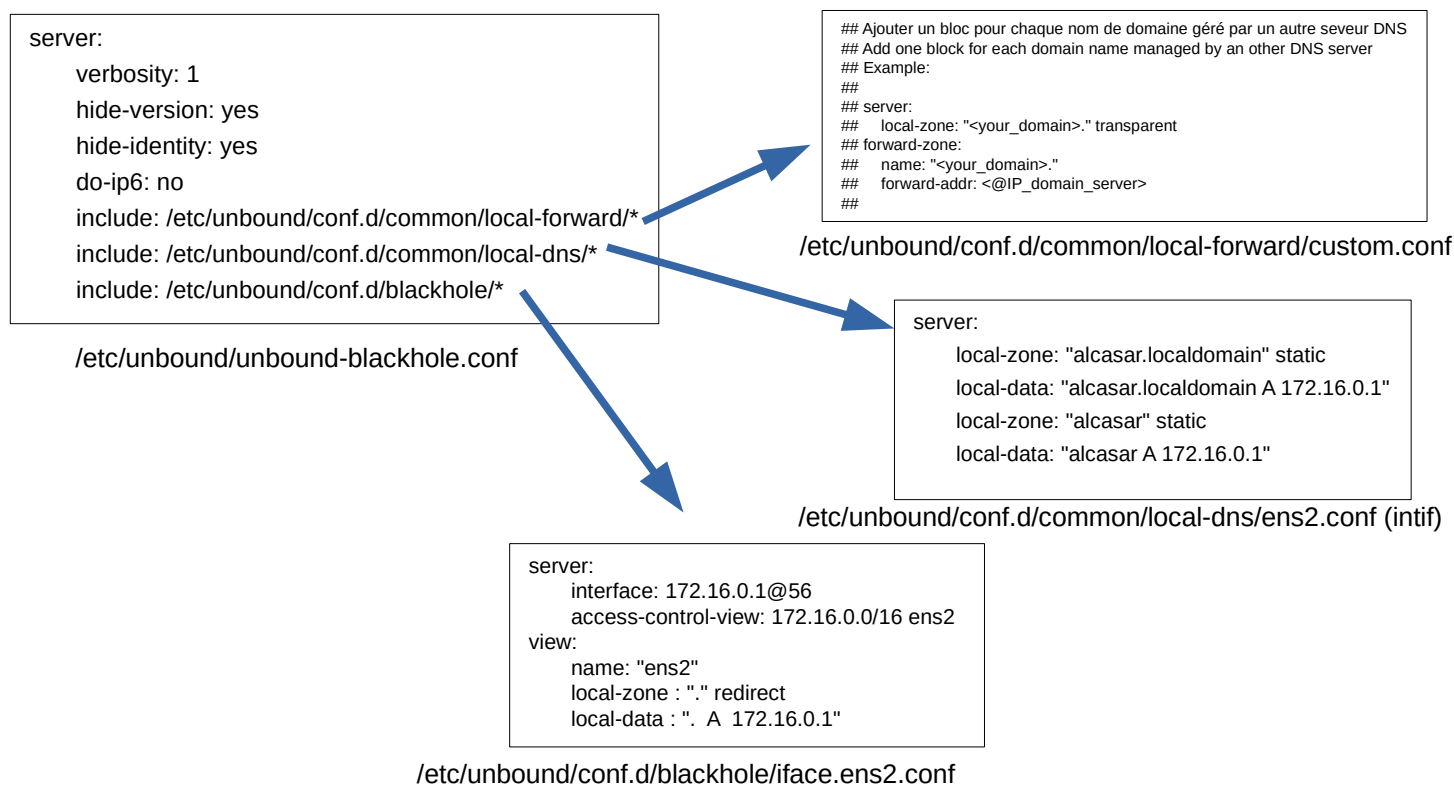 server:
verbosity: 1
hide-version: yes
hide-identity: yes
do-ip6: no
include: /etc/unbound/conf.d/common/local-forward/*
include: /etc/unbound/conf.d/common/local-dns/*
include: /etc/unbound/conf.d/blackhole/*
/etc/unbound/unbound-blackhole.conf
## Ajouter un bloc pour chaque nom de domaine géré par un autre seveur DNS
## Add one block for each domain name managed by an other DNS server
## Example:
##
## server:
## local-zone: "<your_domain>." transparent
## forward-zone:
## name: "<your_domain>."
## forward-addr: <@IP_domain_server>
##
/etc/unbound/conf.d/common/local-forward/custom.conf
server:
local-zone: "alcasar.localdomain" static
local-data: "alcasar.localdomain A 172.16.0.1"
local-zone: "alcasar" static
local-data: "alcasar A 172.16.0.1"
/etc/unbound/conf.d/common/local-dns/ens2.conf (intif)
server:
interface: 172.16.0.1@56
access-control-view: 172.16.0.0/16 ens2
view:
name: "ens2"
local-zone : "." redirect
local-data : ". A 172.16.0.1"
/etc/unbound/conf.d/blackhole/iface.ens2.conf